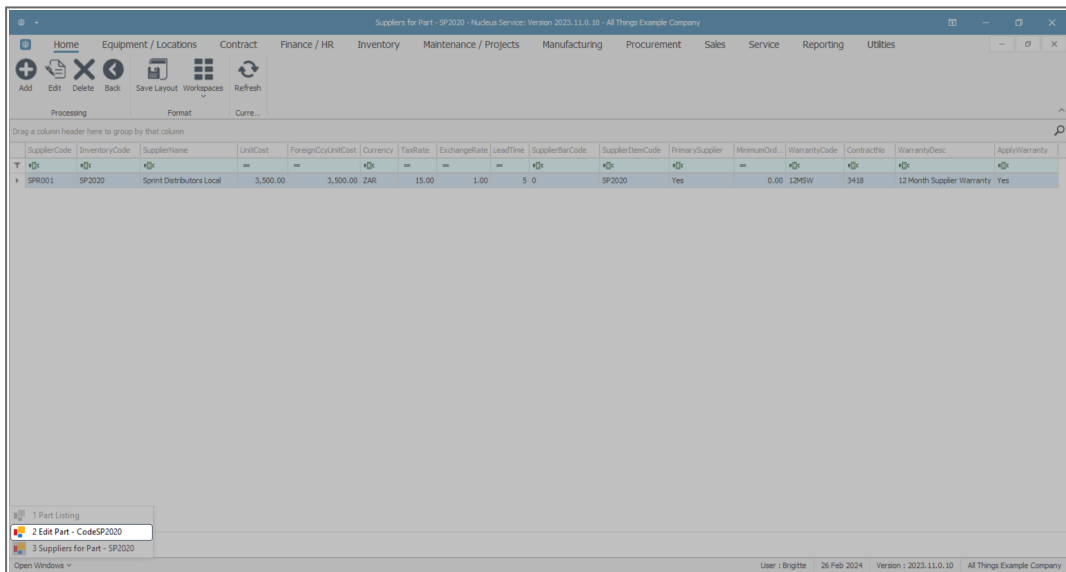 Suppliers for Part - SP2020 - Nucleus Service: Version 2023.11.0.10 - All Things Example Company
Home Equipment / Locations Contract Finance / HR Inventory Maintenance / Projects Manufacturing Procurement Sales Service Reporting Utilities
Add Edit Delete Back Save Layout Workspaces Refresh
Processing Format Curre...
Drag a column header here to group by that column
SupplierCode InventoryCode SupplierName UnitCost ForeignCcyUnitCost Currency TaxRate ExchangeRate LeadTime SupplierBarCode SupplierItemCode PrimarySupplier MinimumOrd... WarrantyCode ContractNo WarrantyDesc ApplyWarranty
SPR001 SP2020 Sprint Distributors Local 3,500.00 3,500.00 ZAR 15.00 1.00 5 0 SP2020 Yes 0.00 12MSW 3418 12 Month Supplier Warranty Yes
1 Part Listing
2 Edit Part - CodeSP2020
3 Suppliers for Part - SP2020
Open Windows User : Brigitte 26 Feb 2024 Version : 2023.11.0.10 All Things Example Company